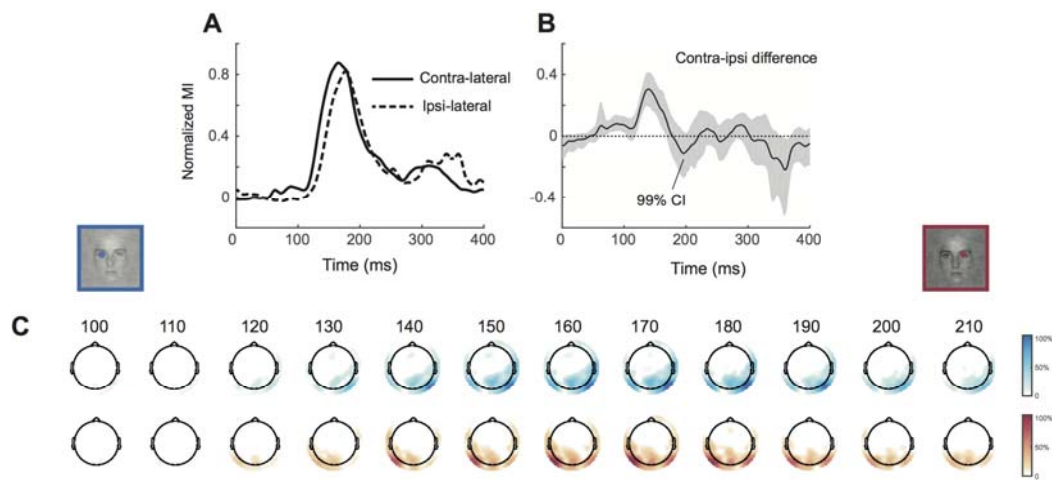 A
Normalized MI
0.8
0.4
0
Contra-lateral
Ipsi-lateral
0 100 200 300 400
Time (ms)
B
Contra-ipsi difference
0.4
0
-0.4
99% CI
0 100 200 300 400
Time (ms)
C
100 110 120 130 140 150 160 170 180 190 200 210
100%
50%
0
100%
50%
0